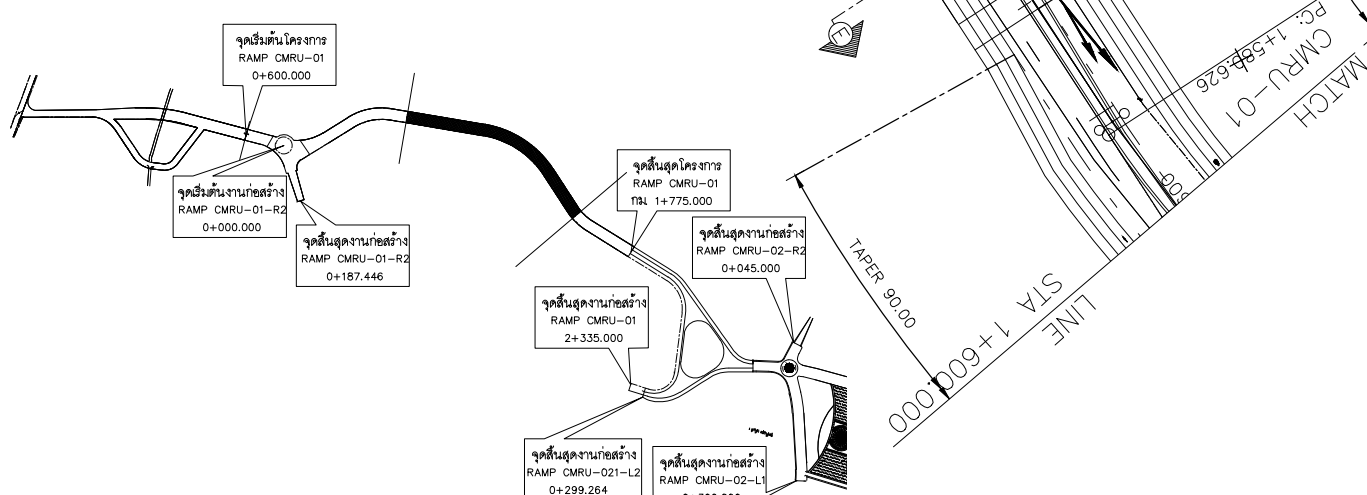 จุดเริ่มต้นโครงการ
RAMP CMRU-01
0+600.000
จุดเริ่มต้นงานก่อสร้าง
RAMP CMRU-01-R2
0+000.000
จุดสิ้นสุดงานก่อสร้าง
RAMP CMRU-01-R2
0+187.446
จุดสิ้นสุดโครงการ
RAMP CMRU-01
กม 1+775.000
จุดสิ้นสุดงานก่อสร้าง
RAMP CMRU-02-R2
0+045.000
จุดสิ้นสุดงานก่อสร้าง
RAMP CMRU-01
2+335.000
จุดสิ้นสุดงานก่อสร้าง
RAMP CMRU-021-L2
0+299.264
จุดสิ้นสุดงานก่อสร้าง
RAMP CMRU-02-L1
E
PC: 1+580.626
CMRU-01
MATCH
LINE
STA 1+600.000
TAPER 90.00